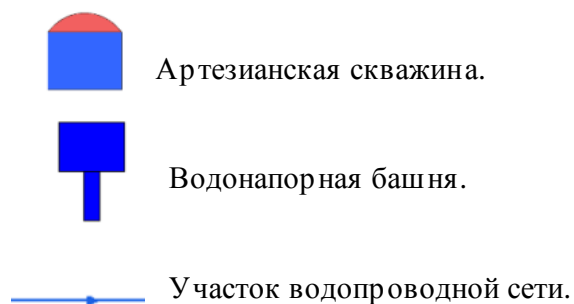 Артезианская скважина.
Водонапорная башня.
Участок водопроводной сети.